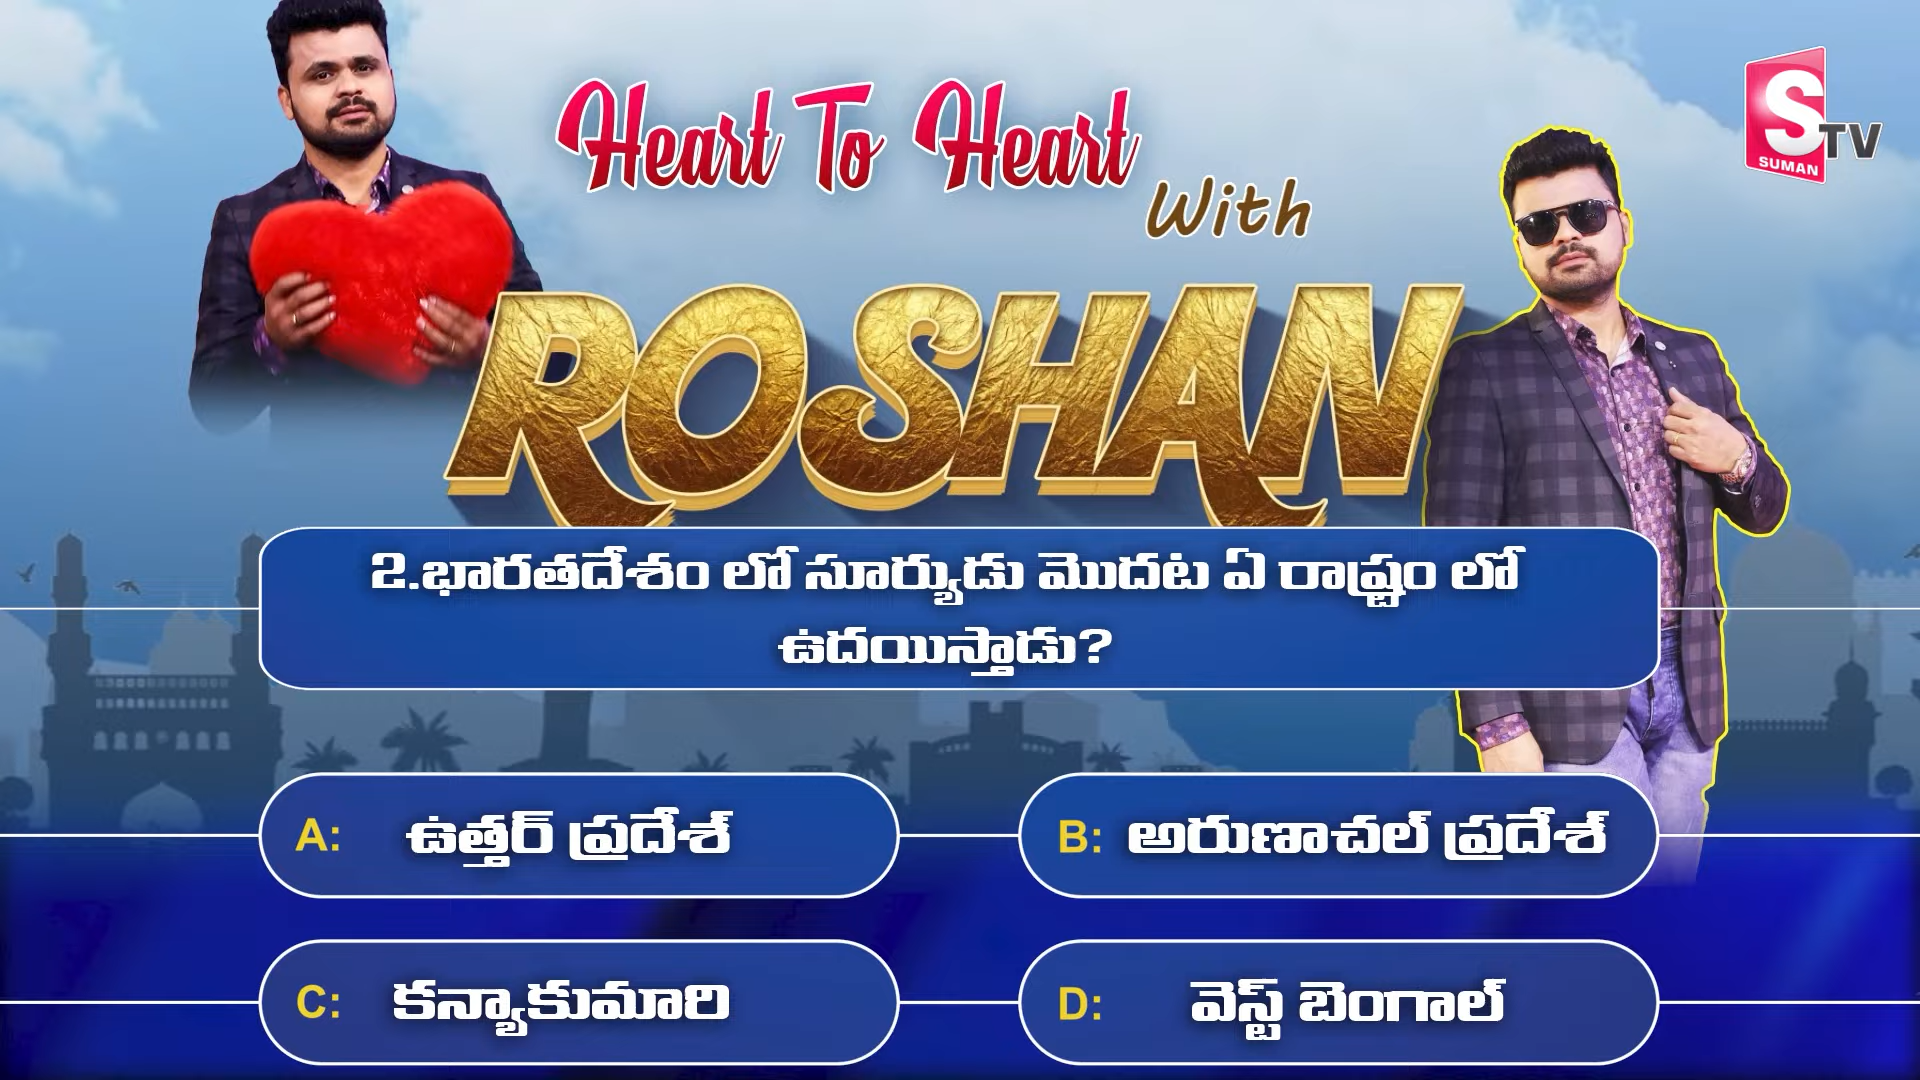 Heart To Heart
With
ROSHAN
S TV
SUMAN
2.భారతదేశం లో సూర్యుడు మొదట ఏ రాష్ట్రం లో
ఉదయిస్తాడు?
A: ఉత్తర్ ప్రదేశ్
B: అరుణాచల్ ప్రదేశ్
C: కన్యాకుమారి
D: వెస్ట్ బెంగాల్